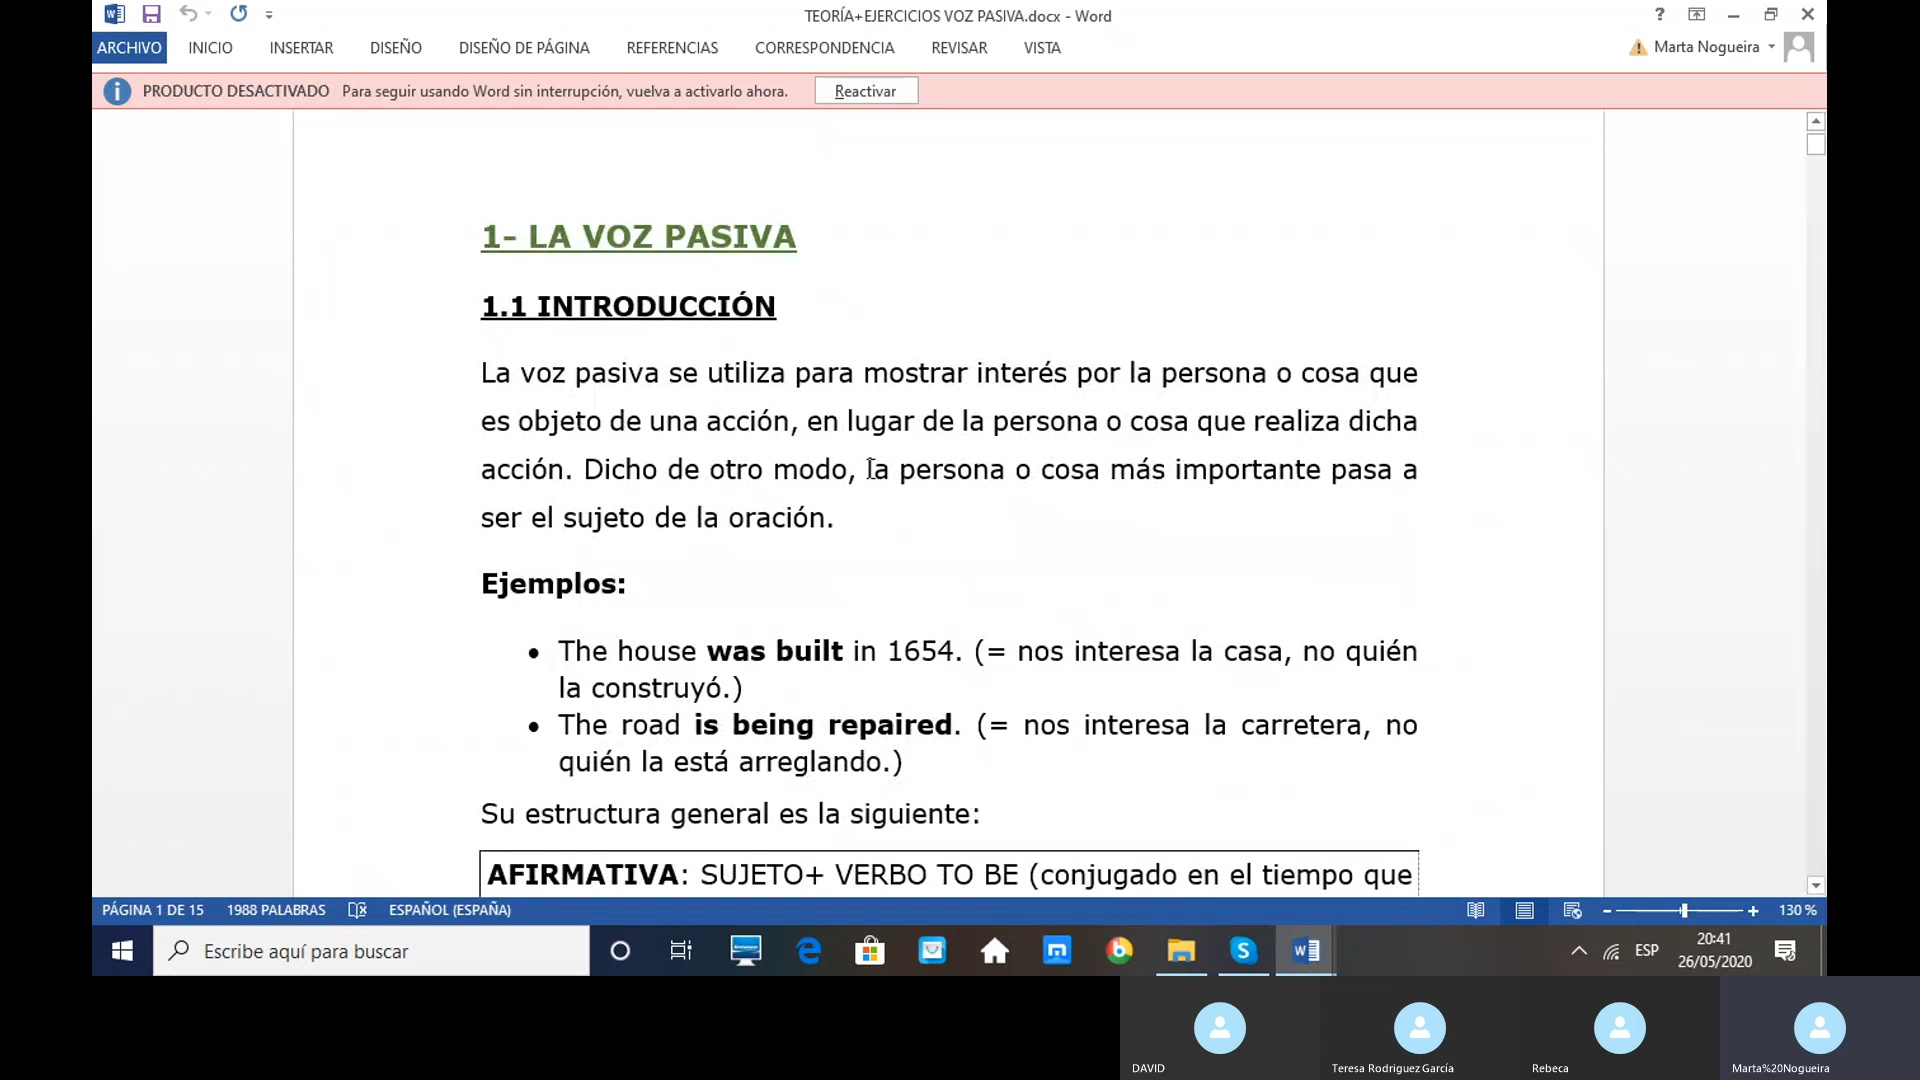 TEORÍA+EJERCICIOS VOZ PASIVA.docx - Word
?
ARCHIVO INICIO INSERTAR DISEÑO DISEÑO DE PÁGINA REFERENCIAS CORRESPONDENCIA REVISAR VISTA Marta Nogueira
PRODUCTO DESACTIVADO Para seguir usando Word sin interrupción, vuelva a activarlo ahora. Reactivar
1- LA VOZ PASIVA
1.1 INTRODUCCIÓN
La voz pasiva se utiliza para mostrar interés por la persona o cosa que
es objeto de una acción, en lugar de la persona o cosa que realiza dicha
acción. Dicho de otro modo, la persona o cosa más importante pasa a
ser el sujeto de la oración.
Ejemplos:
• The house was built in 1654. (= nos interesa la casa, no quién
la construyó.)
• The road is being repaired. (= nos interesa la carretera, no
quién la está arreglando.)
Su estructura general es la siguiente:
AFIRMATIVA: SUJETO+ VERBO TO BE (conjugado en el tiempo que
PÁGINA 1 DE 15 1988 PALABRAS ESPAÑOL (ESPAÑA) 130 %
Escribe aquí para buscar
ESP
20:41
26/05/2020
DAVID
Teresa Rodriguez García
Rebeca
Marta%20Nogueira